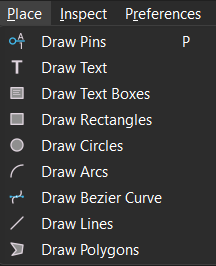 Place Inspect Preferences
Draw Pins P
Draw Text
Draw Text Boxes
Draw Rectangles
Draw Circles
Draw Arcs
Draw Bezier Curve
Draw Lines
Draw Polygons